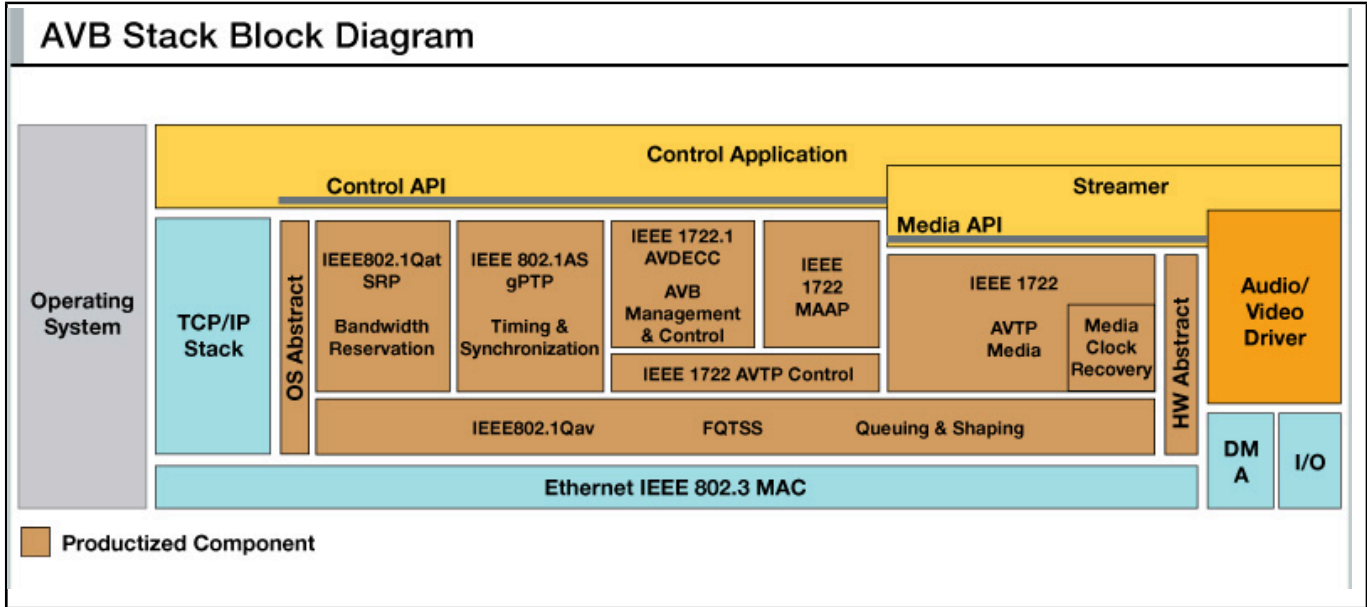 AVB Stack Block Diagram
Operating
System
Control Application
Control API
Streamer
Media API
TCP/IP
Stack
OS Abstract
IEEE802.1Qat
SRP
Bandwidth
Reservation
IEEE 802.1AS
gPTP
Timing &
Synchronization
IEEE 1722.1
AVDECC
AVB
Management
& Control
IEEE
1722
MAAP
IEEE 1722 AVTP Control
IEEE 1722
AVTP
Media
Media
Clock
Recovery
HW Abstract
Audio/
Video
Driver
IEEE802.1Qav FQTSS Queuing & Shaping
DM
A
I/O
Ethernet IEEE 802.3 MAC
Productized Component